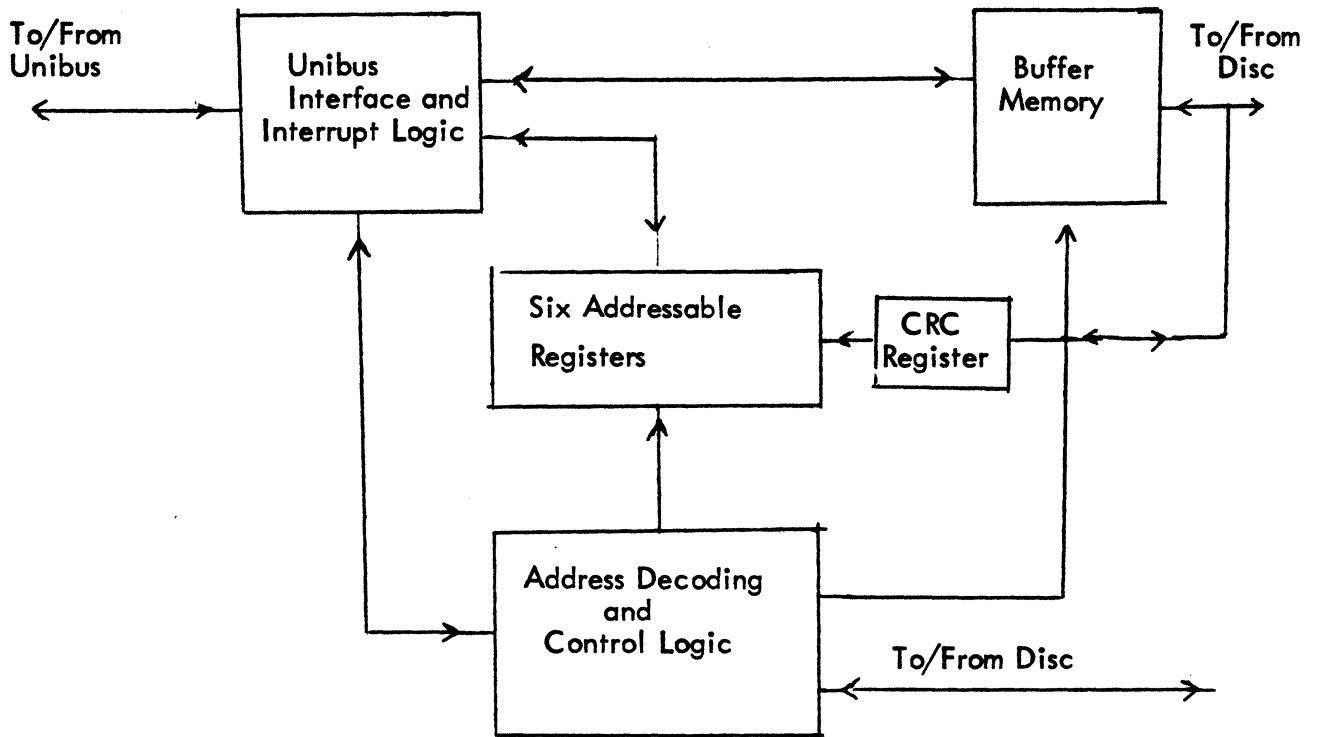 To/From
Unibus
Unibus
Interface and
Interrupt Logic
Buffer
Memory
To/From
Disc
Six Addressable
Registers
CRC
Register
Address Decoding
and
Control Logic
To/From Disc